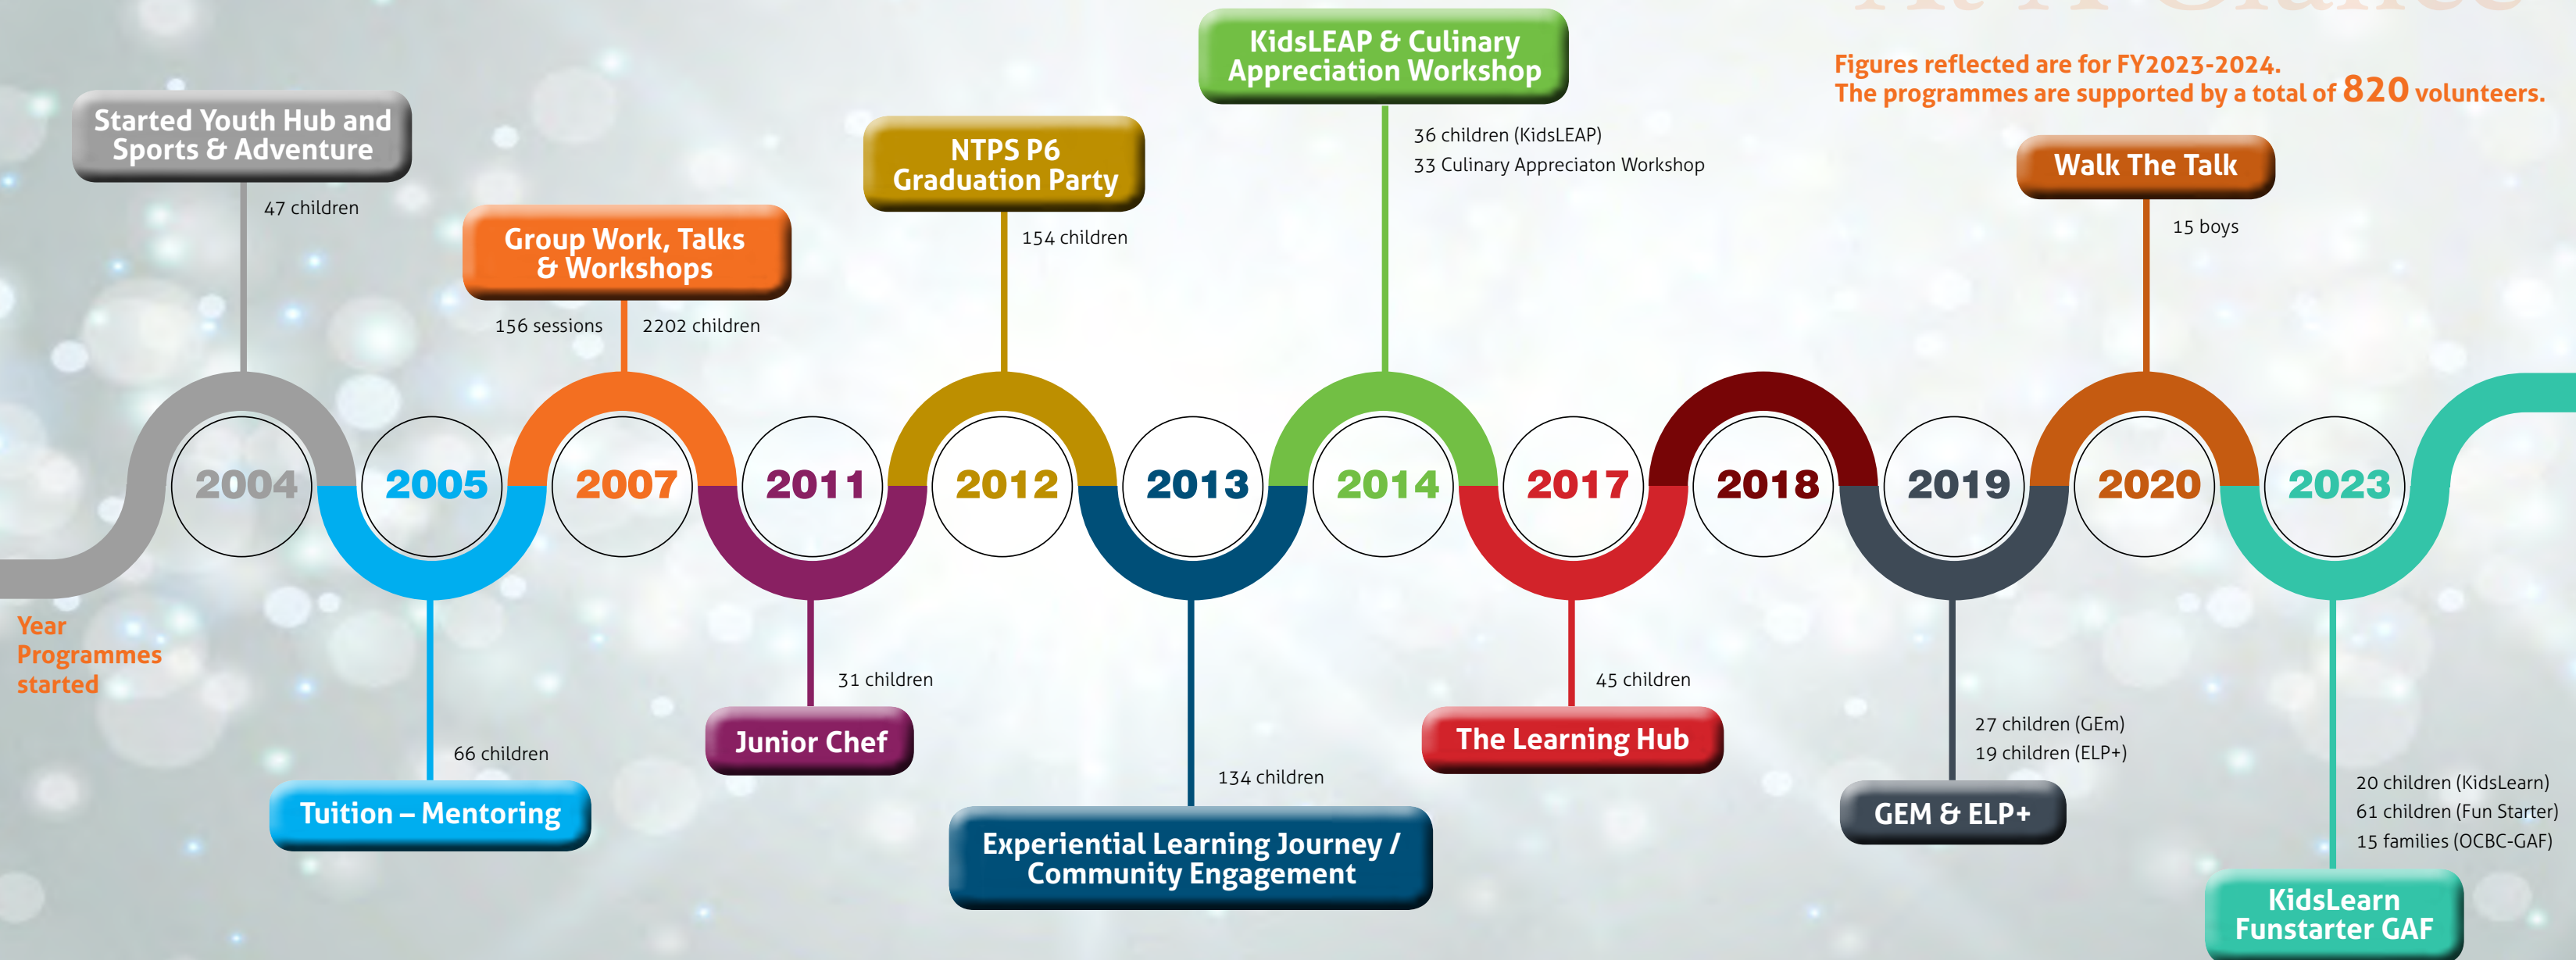 At A Glance
Figures reflected are for FY2023-2024.
The programmes are supported by a total of 820 volunteers.
Started Youth Hub and
Sports & Adventure
47 children
Group Work, Talks
& Workshops
156 sessions
2202 children
NTPS P6
Graduation Party
154 children
KidsLEAP & Culinary
Appreciation Workshop
36 children (KidsLEAP)
33 Culinary Appreciaton Workshop
Walk The Talk
15 boys
2004
2005
2007
2011
2012
2013
2014
2017
2018
2019
2020
2023
Year
Programmes
started
66 children
Tuition – Mentoring
31 children
Junior Chef
134 children
Experiential Learning Journey /
Community Engagement
45 children
The Learning Hub
27 children (GEm)
19 children (ELP+)
GEM & ELP+
20 children (KidsLearn)
61 children (Fun Starter)
15 families (OCBC-GAF)
KidsLearn
Funstarter GAF